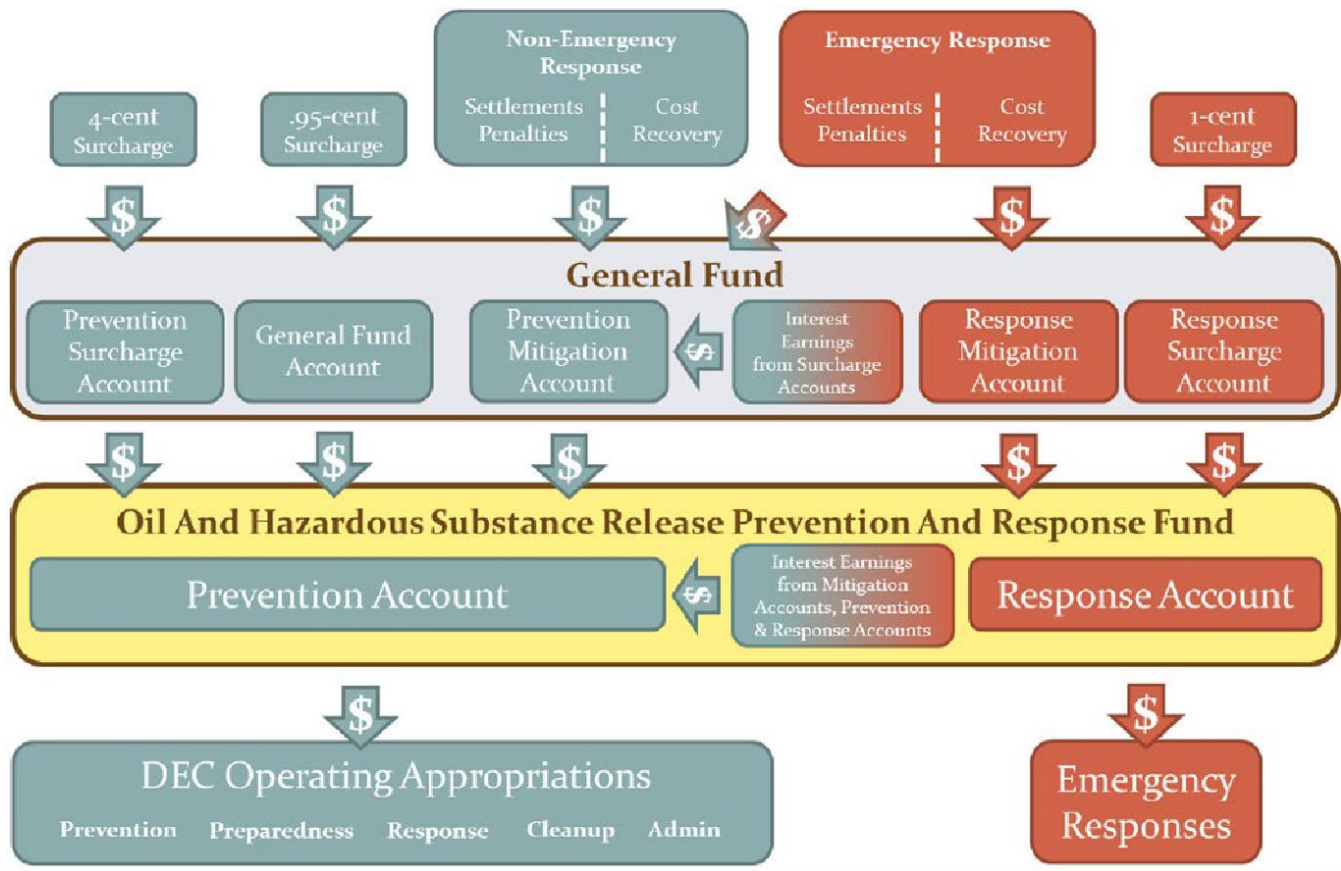 4-cent
Surcharge
.95-cent
Surcharge
Non-Emergency
Response
Settlements
Penalties
Cost
Recovery
Emergency Response
Settlements
Penalties
Cost
Recovery
1-cent
Surcharge
$
$
$
$
$
$
General Fund
Prevention
Surcharge
Account
General Fund
Account
Prevention
Mitigation
Account
$
Interest
Earnings
from Surcharge
Accounts
Response
Mitigation
Account
Response
Surcharge
Account
$
$
$
$
$
Oil And Hazardous Substance Release Prevention And Response Fund
Prevention Account
$
Interest Earnings
from Mitigation
Accounts, Prevention
& Response Accounts
Response Account
$
$
DEC Operating Appropriations
Prevention Preparedness Response Cleanup Admin
Emergency
Responses